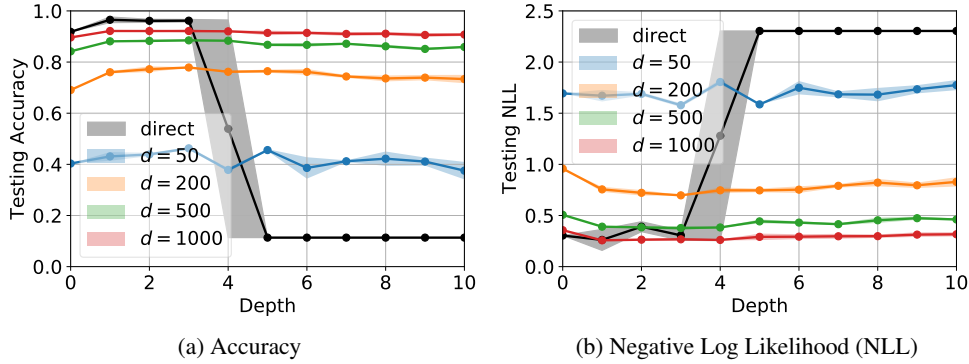 1.0
0.8
0.6
0.4
0.2
0.0
Testing Accuracy
direct
d = 50
d = 200
d = 500
d = 1000
0 2 4 6 8 10
Depth
(a) Accuracy
2.5
2.0
1.5
1.0
0.5
0.0
Testing NLL
direct
d = 50
d = 200
d = 500
d = 1000
0 2 4 6 8 10
Depth
(b) Negative Log Likelihood (NLL)